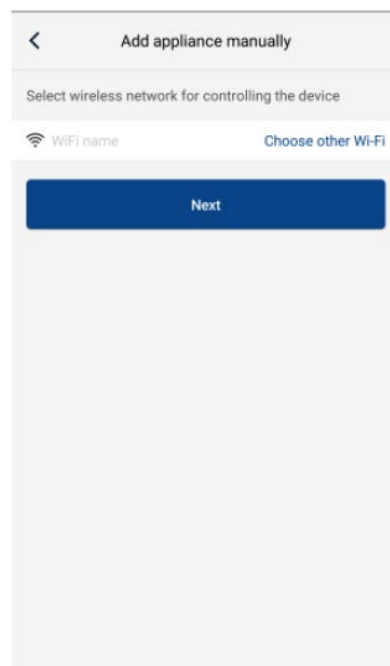 Add appliance manually
Select wireless network for controlling the device
WiFi name Choose other Wi-Fi
Next